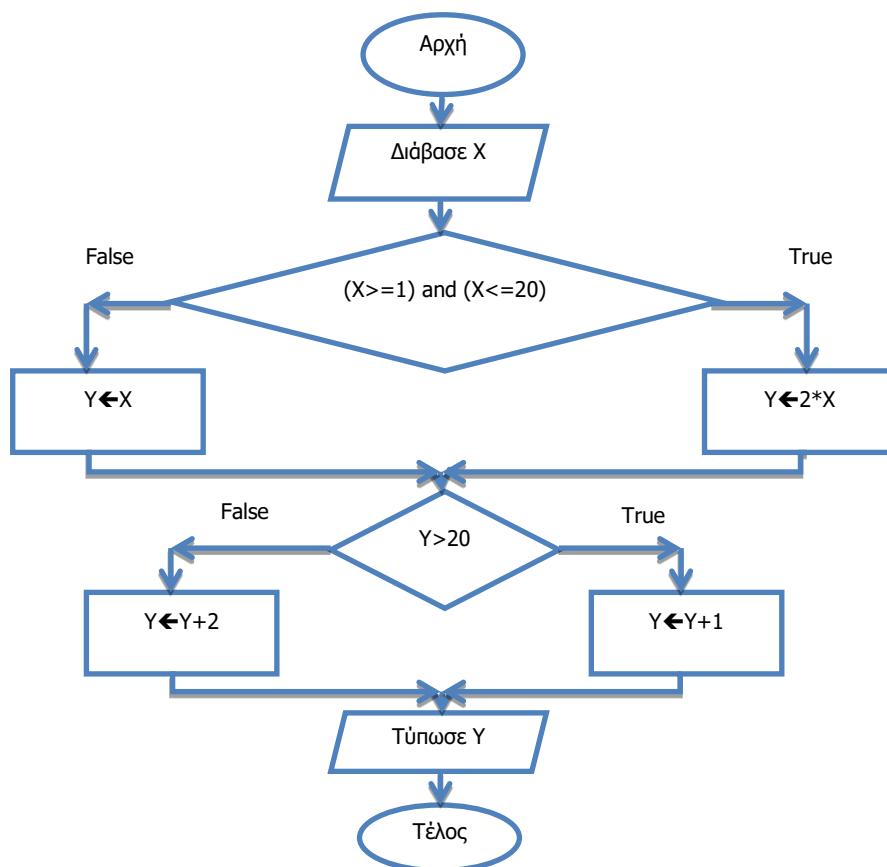 Αρχή
Διάβασε Χ
False
True
(X>=1) and (X<=20)
Y🡸X
Y🡸2*X
False
True
Y>20
Y🡸Y+2
Y🡸Y+1
Τύπωσε Υ
Τέλος